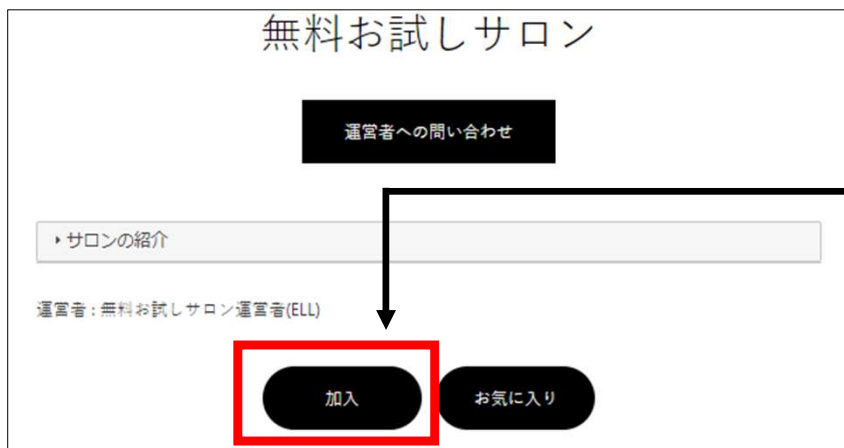 無料お試しサロン
運営者への問い合わせ
サロンの紹介
運営者 : 無料お試しサロン運営者(ELL)
加入
お気に入り